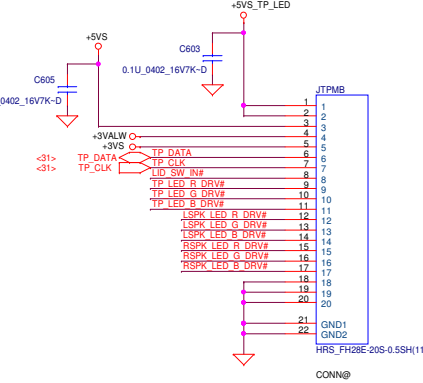 +5VS_TP_LED
+5VS
C603
0.1U_0402_16V7K~D
C605
0402_16V7K~D
JTPMB
1 1
2 2
3 3
+3VALW 4 4
+3VS 5 5
<31> TP_DATA TP_DATA 6 6
<31> TP_CLK TP_CLK 7 7
LID_SW_IN# 8 8
TP_LED_R_DRV# 9 9
TP_LED_G_DRV# 10 10
TP_LED_B_DRV# 11 11
LSPK_LED_R_DRV# 12 12
LSPK_LED_G_DRV# 13 13
LSPK_LED_B_DRV# 14 14
RSPK_LED_R_DRV# 15 15
RSPK_LED_G_DRV# 16 16
RSPK_LED_B_DRV# 17 17
18 18
19 19
20 20
21 GND1
22 GND2
HRS_FH28E-20S-0.5SH(11
CONN@